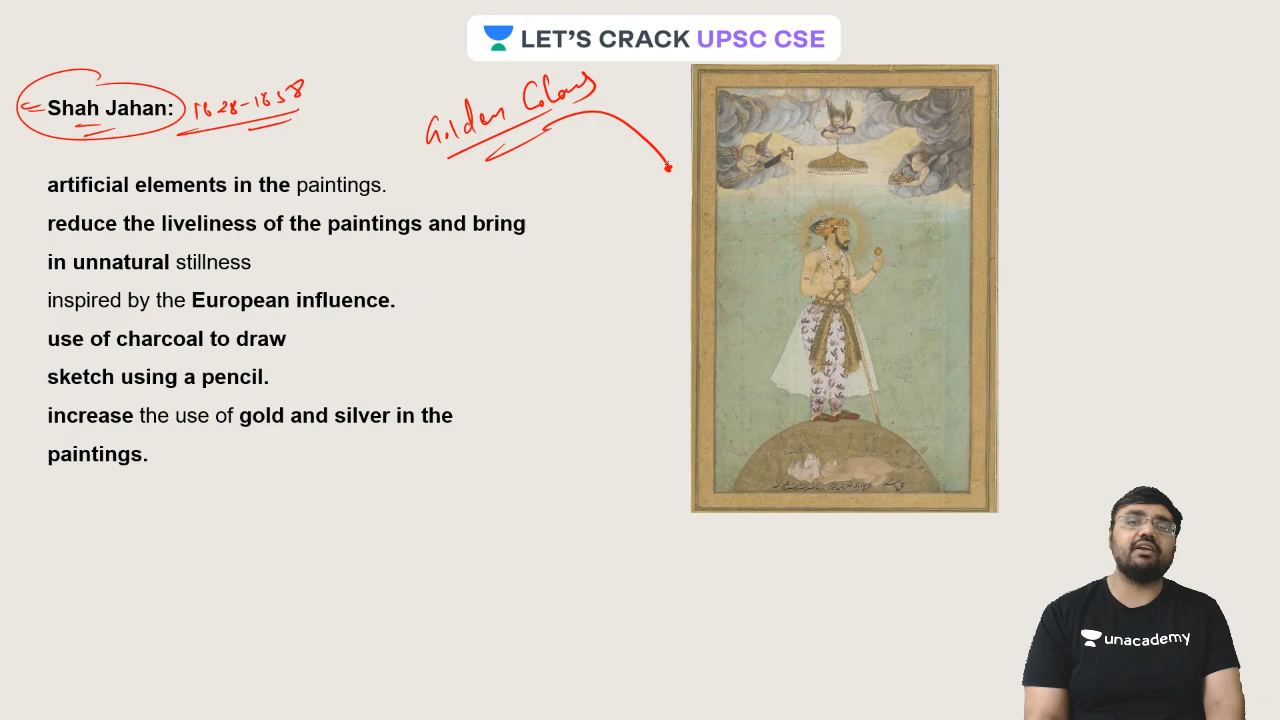 LET'S CRACK UPSC CSE
Shah Jahan: 1628-1658
Golden Colours
artificial elements in the paintings.
reduce the liveliness of the paintings and bring
in unnatural stillness
inspired by the European influence.
use of charcoal to draw
sketch using a pencil.
increase the use of gold and silver in the
paintings.
unacademy